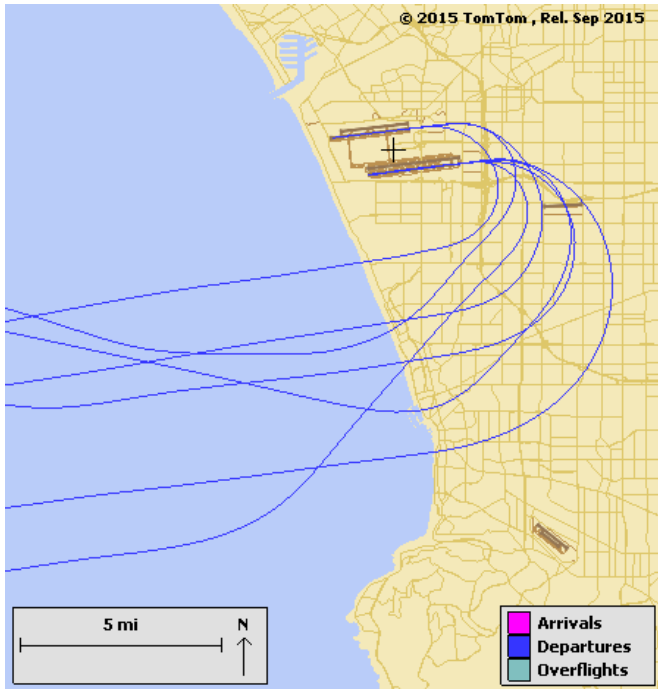 © 2015 TomTom , Rel. Sep 2015
5 mi
N
Arrivals
Departures
Overflights